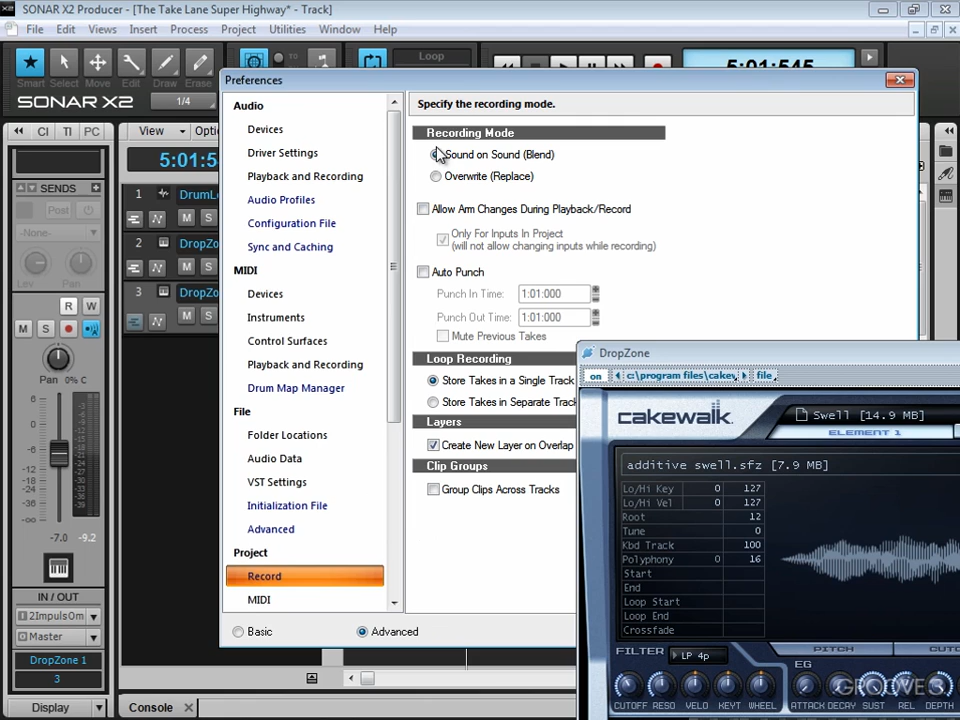 SONAR X2 Producer - [The Take Lane Super Highway* - Track]
File Edit Views Insert Process Project Utilities Window Help
Smart Select Move Edit Draw Erase
TO
Loop
5:01:545
SONAR X2
1/4
Preferences
Audio
Devices
Driver Settings
Playback and Recording
Audio Profiles
Configuration File
Sync and Caching
MIDI
Devices
Instruments
Control Surfaces
Playback and Recording
Drum Map Manager
File
Folder Locations
Audio Data
VST Settings
Initialization File
Advanced
Project
Record
MIDI
Basic
Advanced
Specify the recording mode.
Recording Mode
Sound on Sound (Blend)
Overwrite (Replace)
Allow Arm Changes During Playback/Record
Only For Inputs In Project
(will not allow changing inputs while recording)
Auto Punch
Punch In Time: 1:01:000
Punch Out Time: 1:01:000
Mute Previous Takes
Loop Recording
Store Takes in a Single Track
Store Takes in Separate Track
Layers
Create New Layer on Overlap
Clip Groups
Group Clips Across Tracks
CI TI PC
View
5:01:5
SENDS
Post
-None-
Lev Pan
R W
M S
Pan 0% C
6
0
-6
-12
-18
-24
-36
-7.0 -9.2
IN / OUT
2ImpulsOm
Master
DropZone 1
3
Display
1 DrumL
M S
2 DropZo
M S
3 DropZo
M S
Console
DropZone
on
file
cakewalk
Swell [14.9 MB]
ELEMENT 1
additive swell.sfz [7.9 MB]
Lo/Hi Key 0 127
Lo/Hi Vel 0 127
Root 12
Tune 0
Kbd Track 100
Polyphony 0 16
Start
End
Loop Start
Loop End
Crossfade
PITCH
FILTER
LP 4p
EG
CUTOFF RESO VELO KEYT WHEEL
ATTACK DECAY SUST REL DEPTH
GROOVE 3